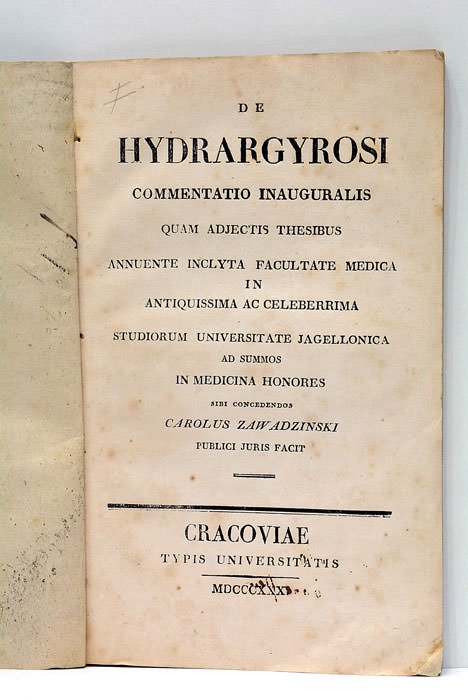 DE
HYDRARGYROSI
COMMENTATIO INAUGURALIS
QUAM ADJECTIS THESIBUS
ANNUENTE INCLYTA FACULTATE MEDICA
IN
ANTIQUISSIMA AC CELEBERRIMA
STUDIORUM UNIVERSITATE JAGELLONICA
AD SUMMOS
IN MEDICINA HONORES
SIBI CONCEDENDOS
CAROLUS ZAWADZINSKI
PUBLICI JURIS FACIT
CRACOVIAE
TYPIS UNIVERSITATIS